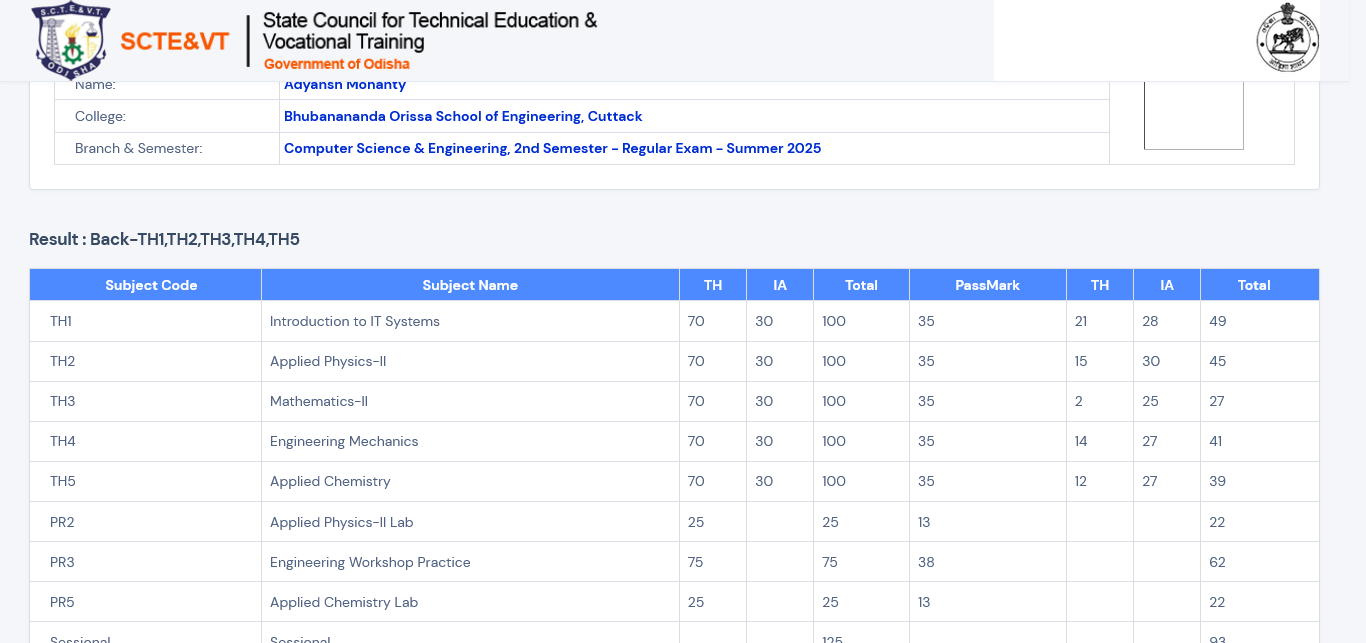 S.C.T.E.&V.T.
ODISHA
SCTE&VT
State Council for Technical Education &
Vocational Training
Government of Odisha
Name: Adyansh Mohanty
College: Bhubanananda Orissa School of Engineering, Cuttack
Branch & Semester: Computer Science & Engineering, 2nd Semester - Regular Exam - Summer 2025
Result : Back-TH1,TH2,TH3,TH4,TH5
Subject Code Subject Name TH IA Total PassMark TH IA Total
TH1 Introduction to IT Systems 70 30 100 35 21 28 49
TH2 Applied Physics-II 70 30 100 35 15 30 45
TH3 Mathematics-II 70 30 100 35 2 25 27
TH4 Engineering Mechanics 70 30 100 35 14 27 41
TH5 Applied Chemistry 70 30 100 35 12 27 39
PR2 Applied Physics-II Lab 25 25 13 22
PR3 Engineering Workshop Practice 75 75 38 62
PR5 Applied Chemistry Lab 25 25 13 22
Sessional Sessional 125 93